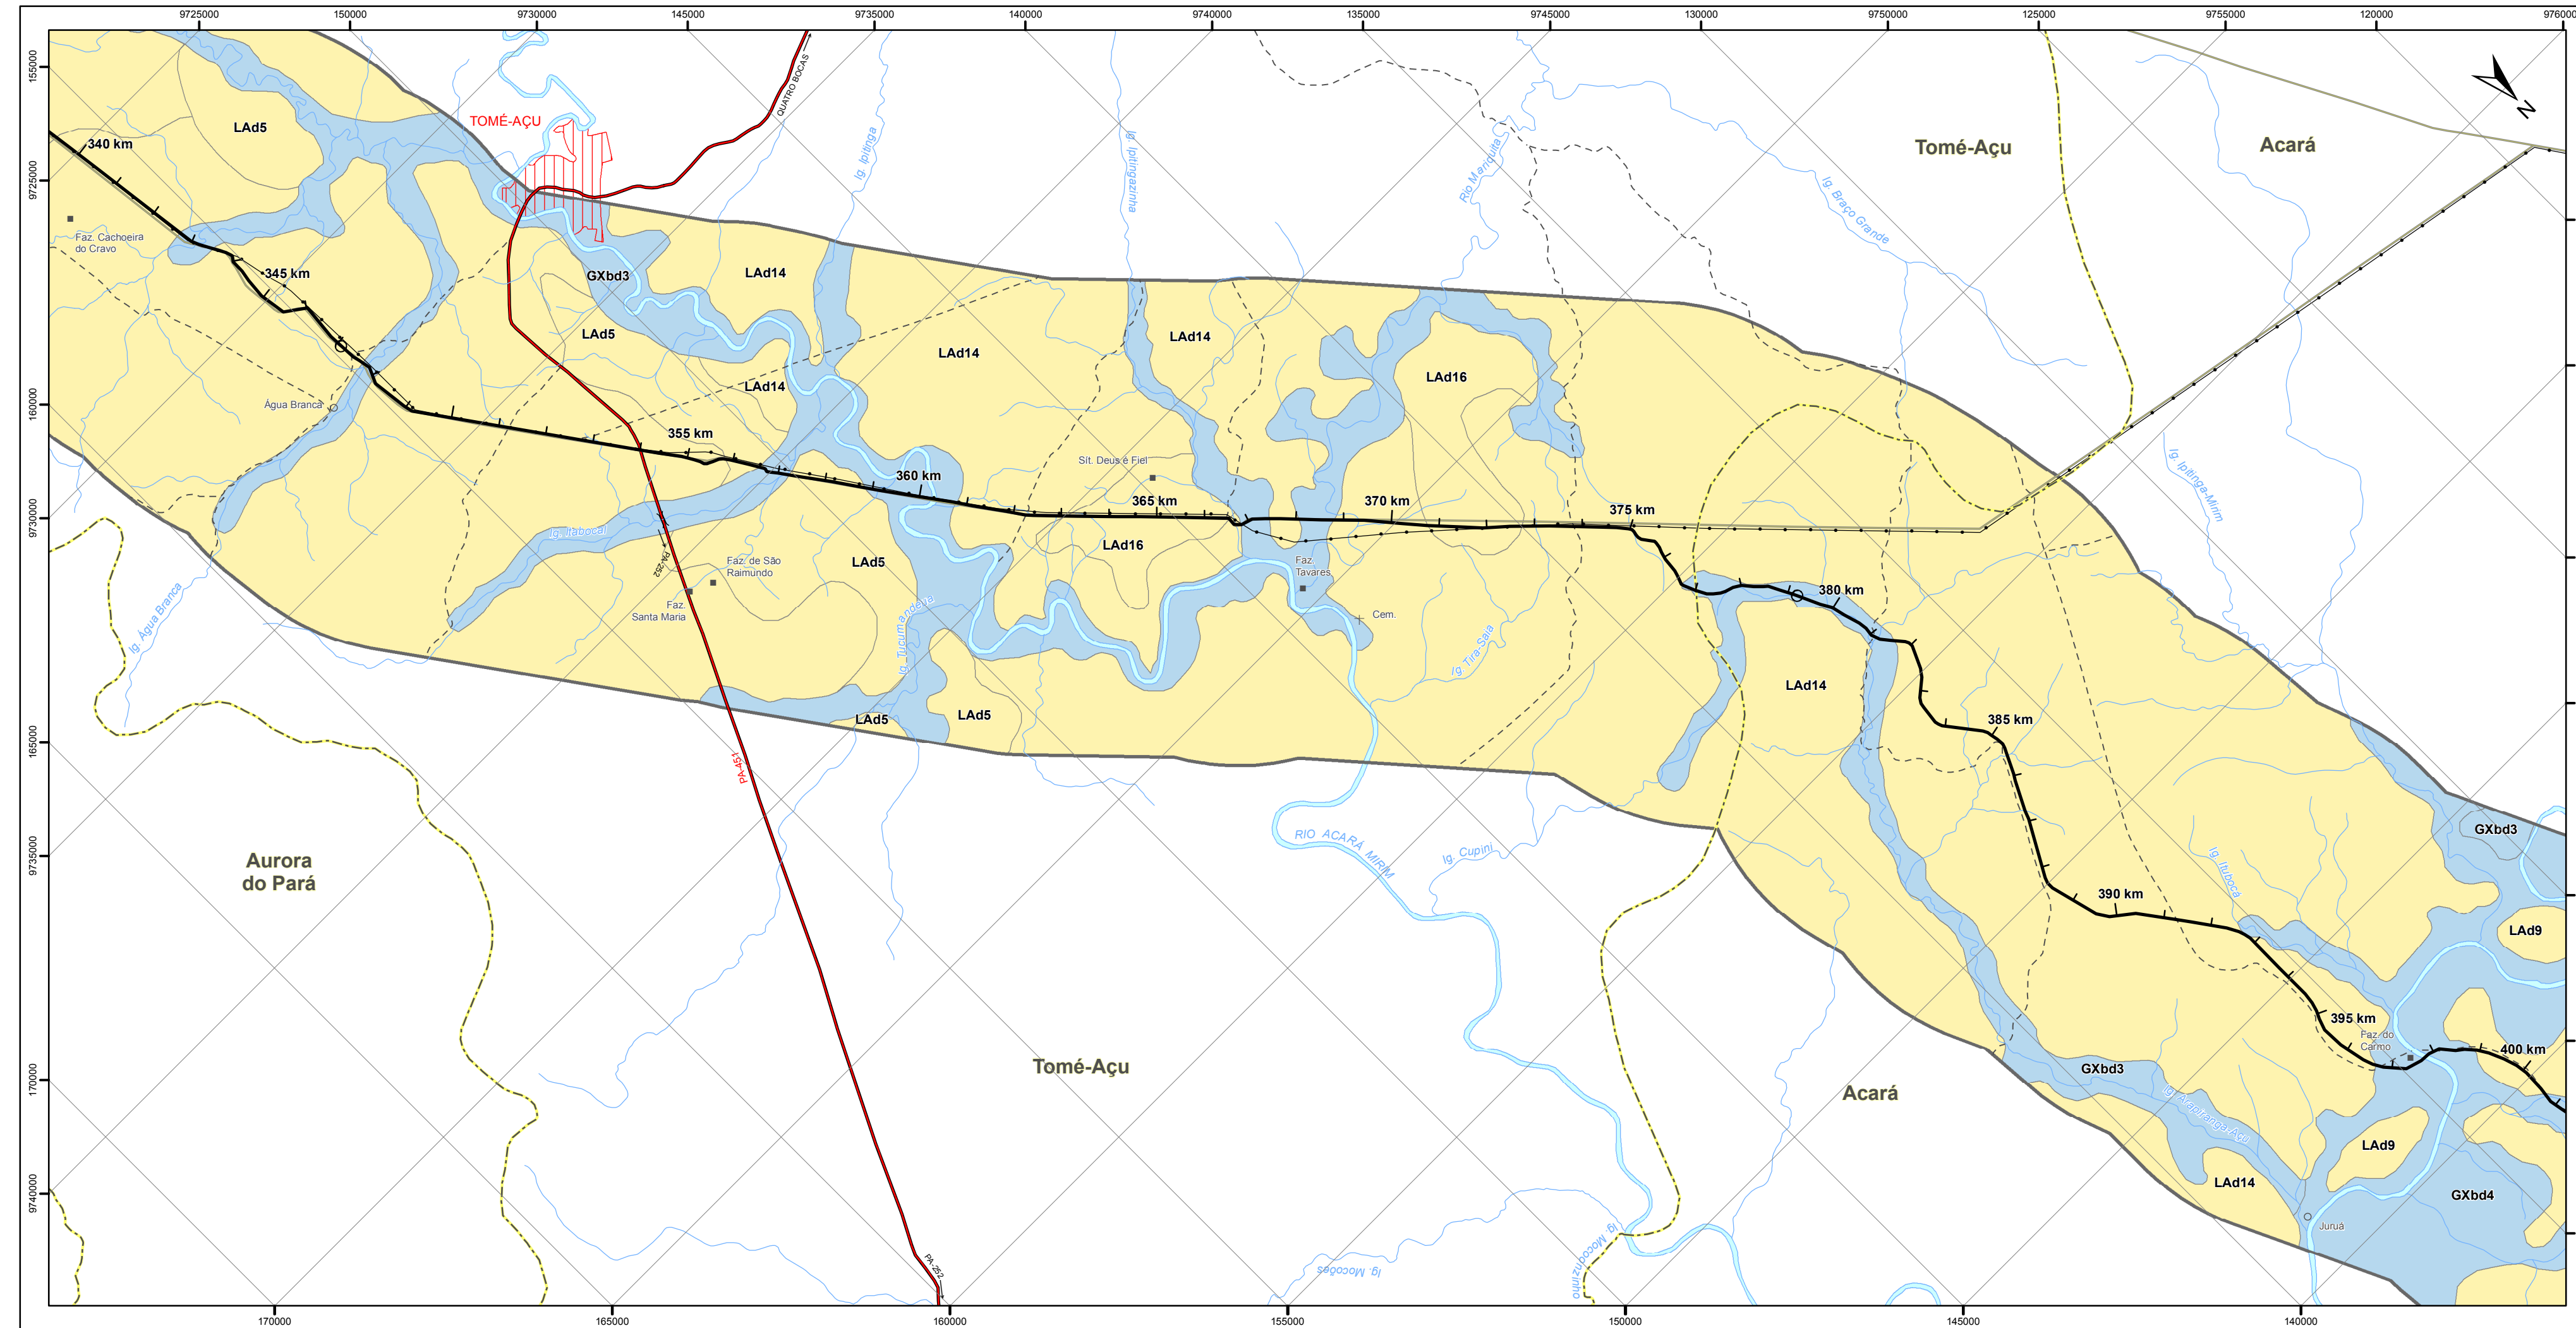 9725000
150000
9730000
145000
9735000
140000
9740000
135000
9745000
130000
9750000
125000
9755000
120000
976000
155000
9725000
160000
9730000
165000
9735000
170000
9740000
170000
165000
160000
155000
150000
145000
140000
N
QUATRO BOCAS
TOMÉ-AÇU
LAd5
340 km
Faz. Cachoeira
do Cravo
345 km
Água Branca
Ig. Água Branca
GXbd3
LAd14
LAd5
LAd14
LAd14
Ig. Ipitinga
Ig. Ipitingazinha
LAd14
Rio Mariquita
Ig. Braço Grande
Tomé-Açu
Acará
LAd16
355 km
360 km
Sít. Deus é Fiel
365 km
370 km
375 km
Ig. Ipitinga-Mirim
Ig. Itabocal
PA-252
Faz. de São
Raimundo
Faz.
Santa Maria
LAd5
LAd16
Faz
Tavares
Cem.
Ig. Tira-Saia
Ig. Tucumandeua
LAd5
LAd5
380 km
LAd14
385 km
PA-451
RIO ACARÁ MIRIM
Ig. Cupini
Aurora
do Pará
390 km
Ig. Itubocá
GXbd3
LAd9
395 km
Faz. do
Carmo
400 km
Tomé-Açu
Acará
GXbd3
Ig. Arapiranga-Açu
LAd9
LAd14
GXbd4
Juruá
PA-252
Ig. Mocoões
Ig. Mocoonzinho